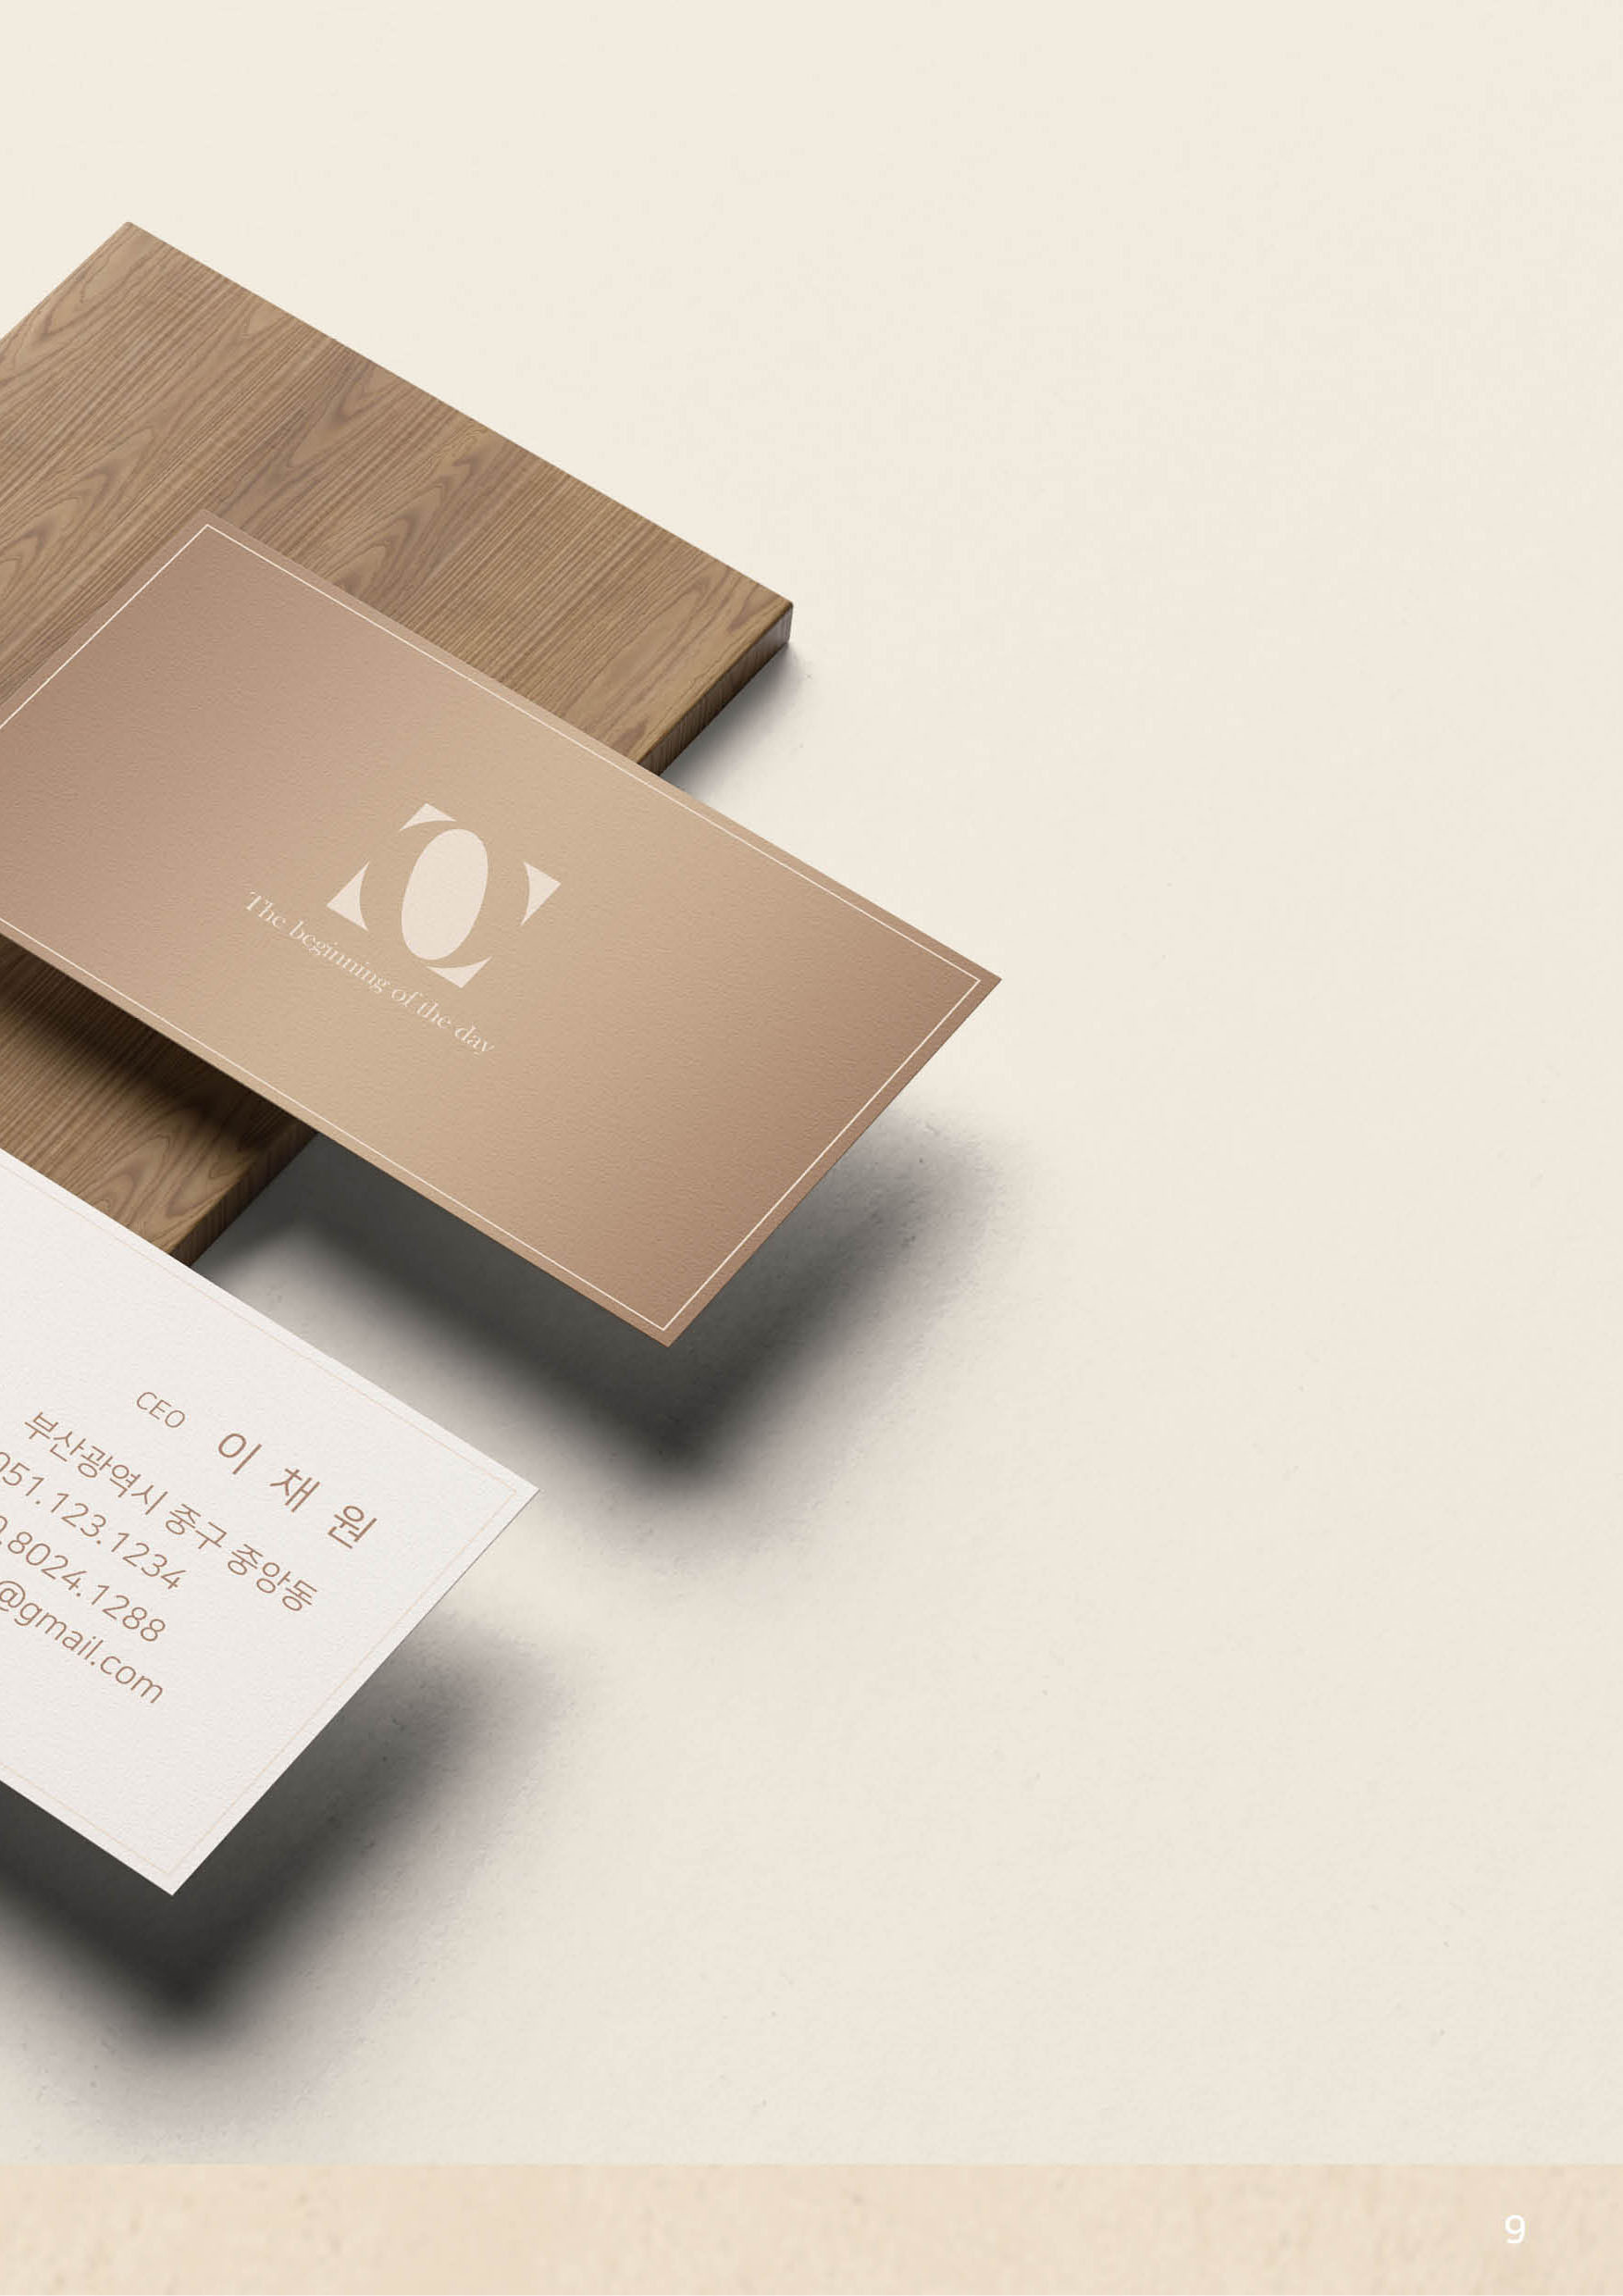 The beginning of the day
CEO 이 채 원
부산광역시 중구 중앙동
051.123.1234
.8024.1288
@gmail.com
9